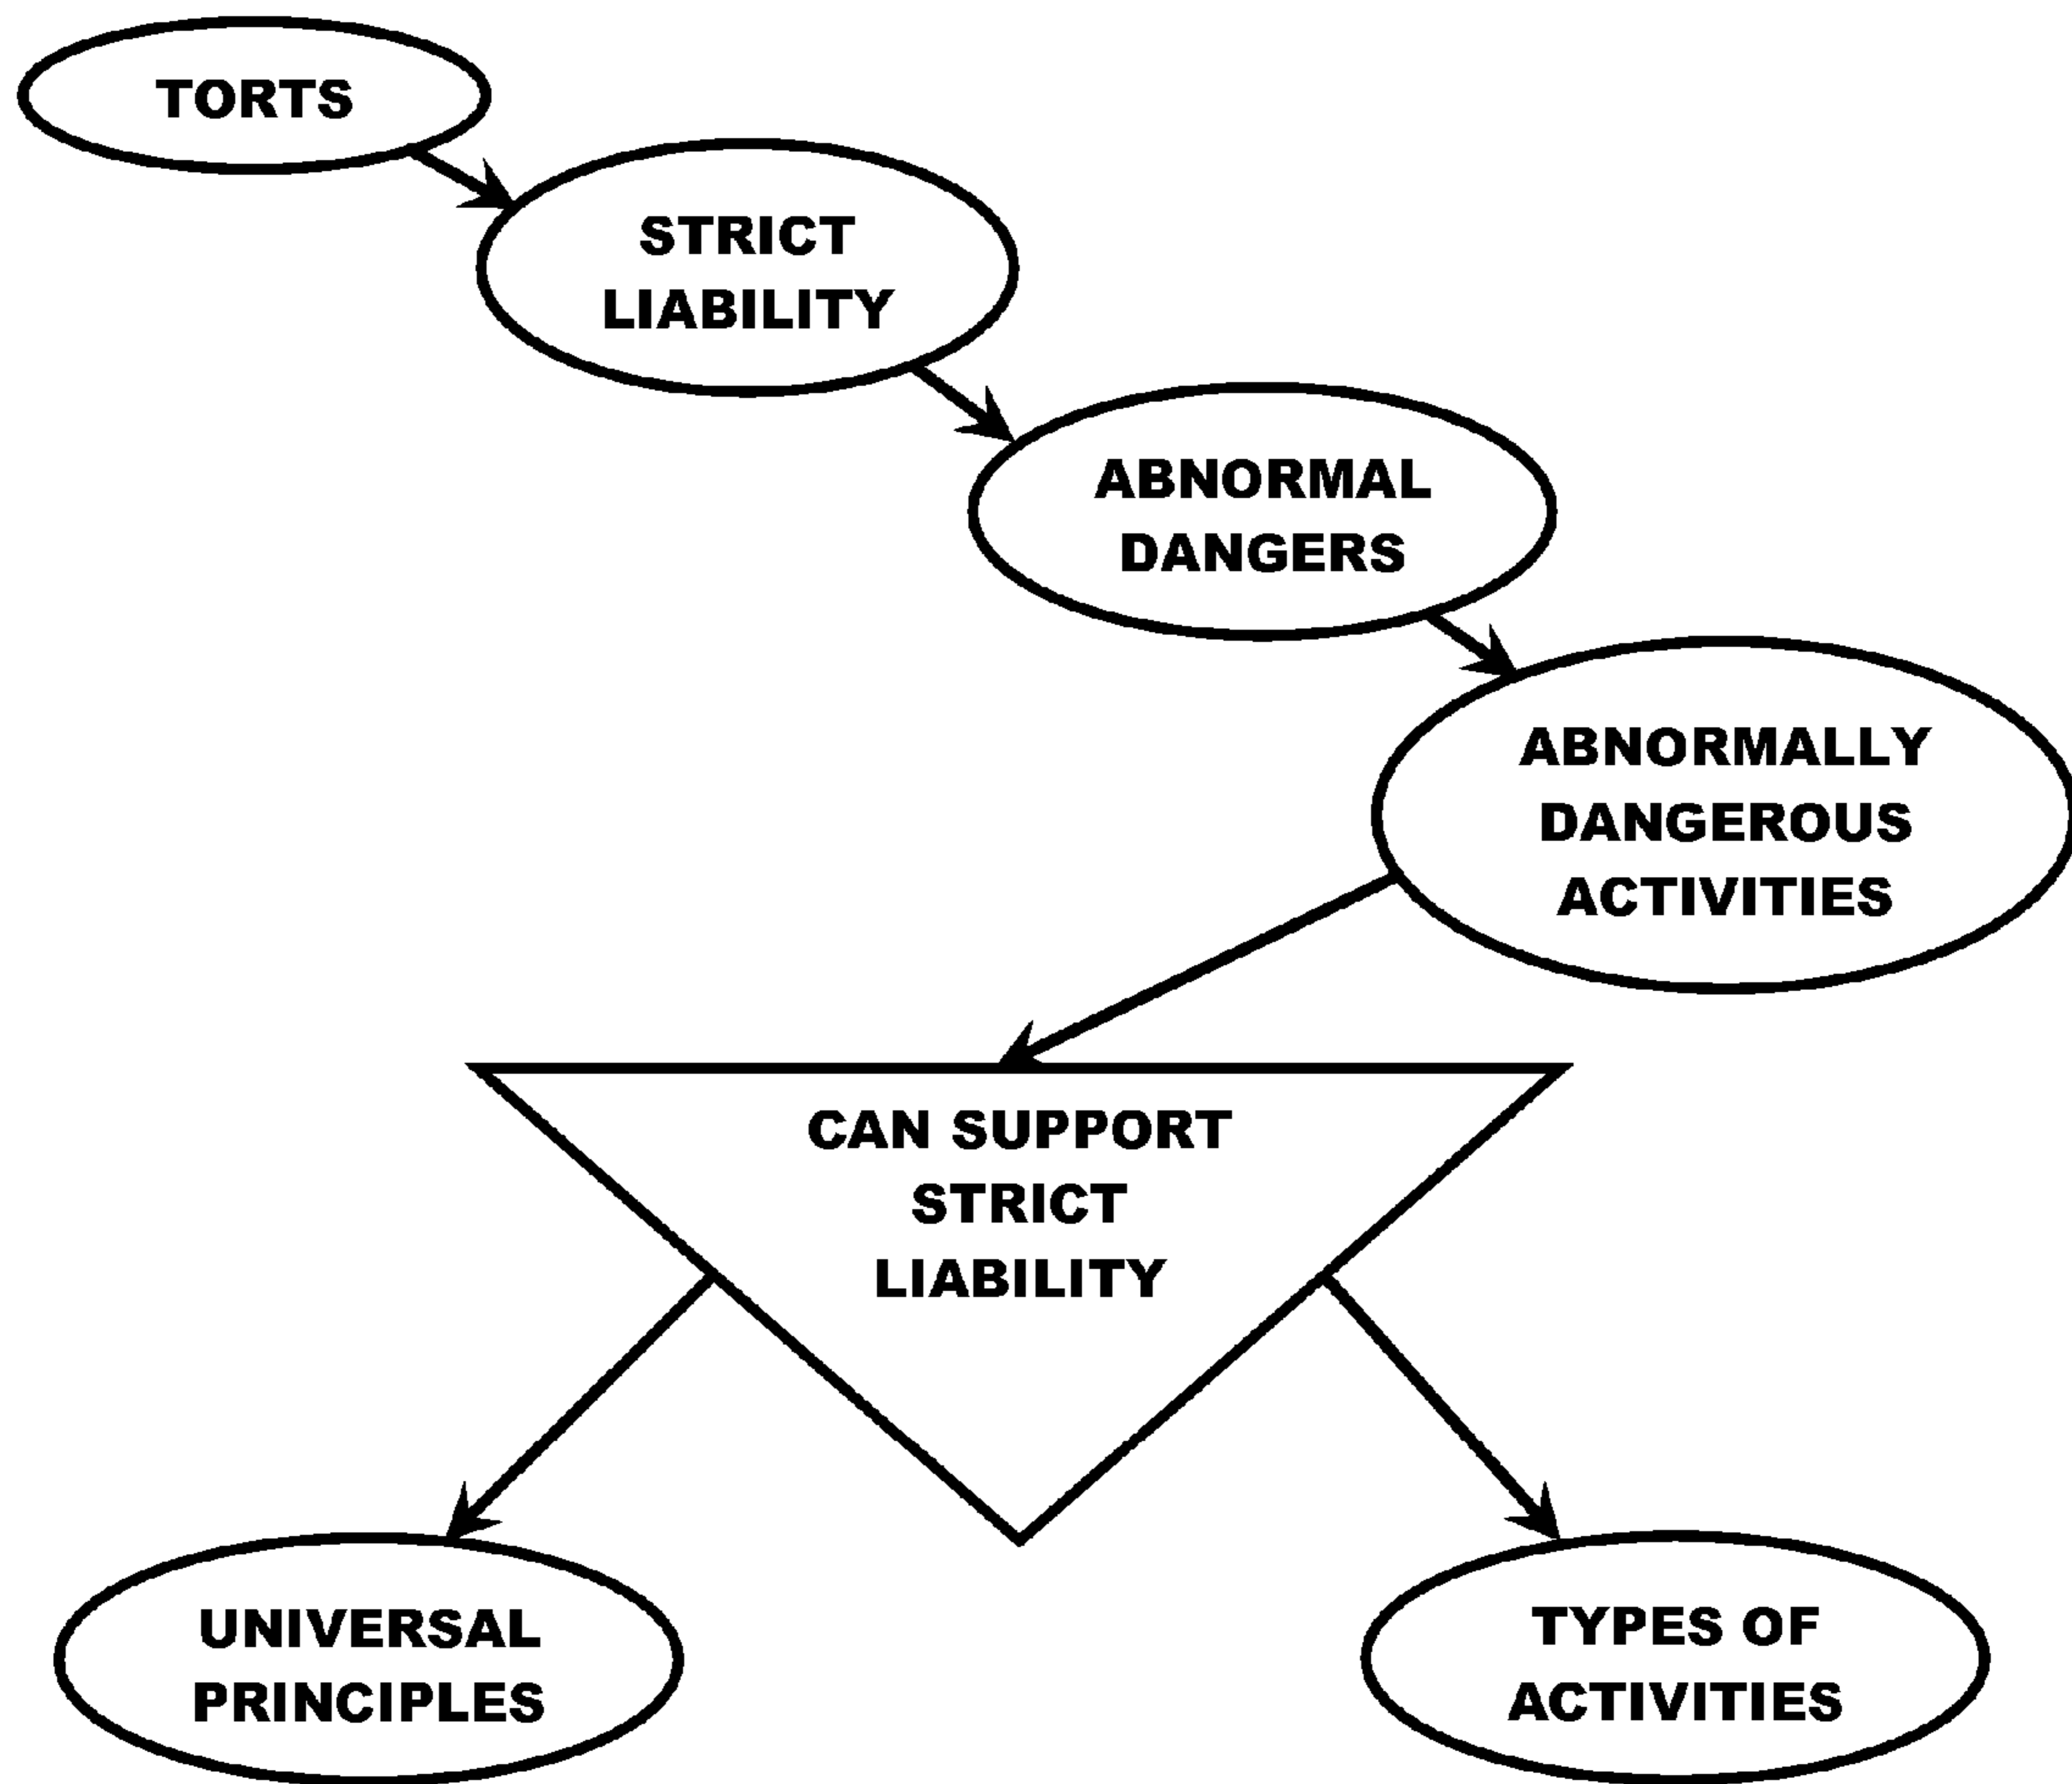 TORTS
STRICT
LIABILITY
ABNORMAL
DANGERS
ABNORMALLY
DANGEROUS
ACTIVITIES
CAN SUPPORT
STRICT
LIABILITY
UNIVERSAL
PRINCIPLES
TYPES OF
ACTIVITIES